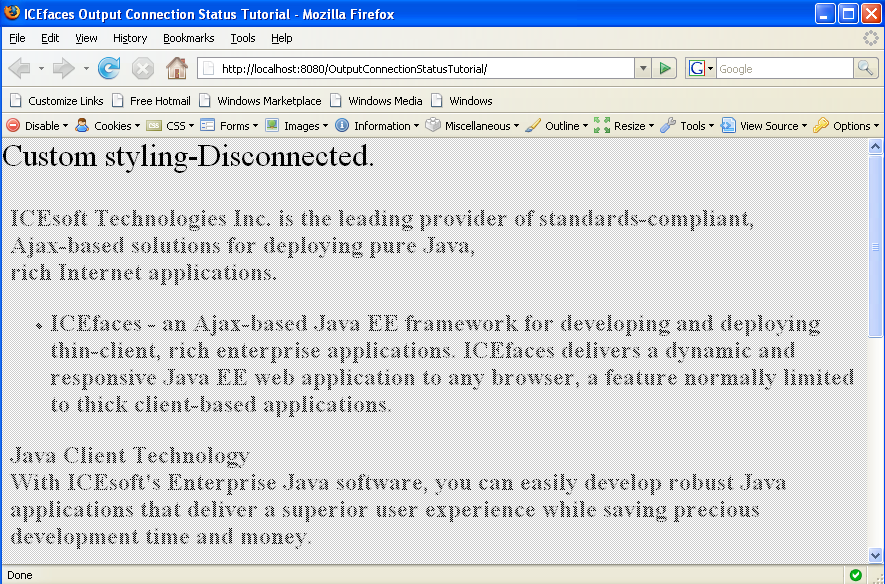 ICEfaces Output Connection Status Tutorial - Mozilla Firefox
File Edit View History Bookmarks Tools Help
http://localhost:8080/OutputConnectionStatusTutorial/
G Google
Customize Links Free Hotmail Windows Marketplace Windows Media Windows
Disable Cookies CSS Forms Images Information Miscellaneous Outline Resize Tools View Source Options
Custom styling-Disconnected.
ICEsoft Technologies Inc. is the leading provider of standards-compliant,
Ajax-based solutions for deploying pure Java,
rich Internet applications.
• ICEfaces - an Ajax-based Java EE framework for developing and deploying
thin-client, rich enterprise applications. ICEfaces delivers a dynamic and
responsive Java EE web application to any browser, a feature normally limited
to thick client-based applications.
Java Client Technology
With ICEsoft's Enterprise Java software, you can easily develop robust Java
applications that deliver a superior user experience while saving precious
development time and money.
Done